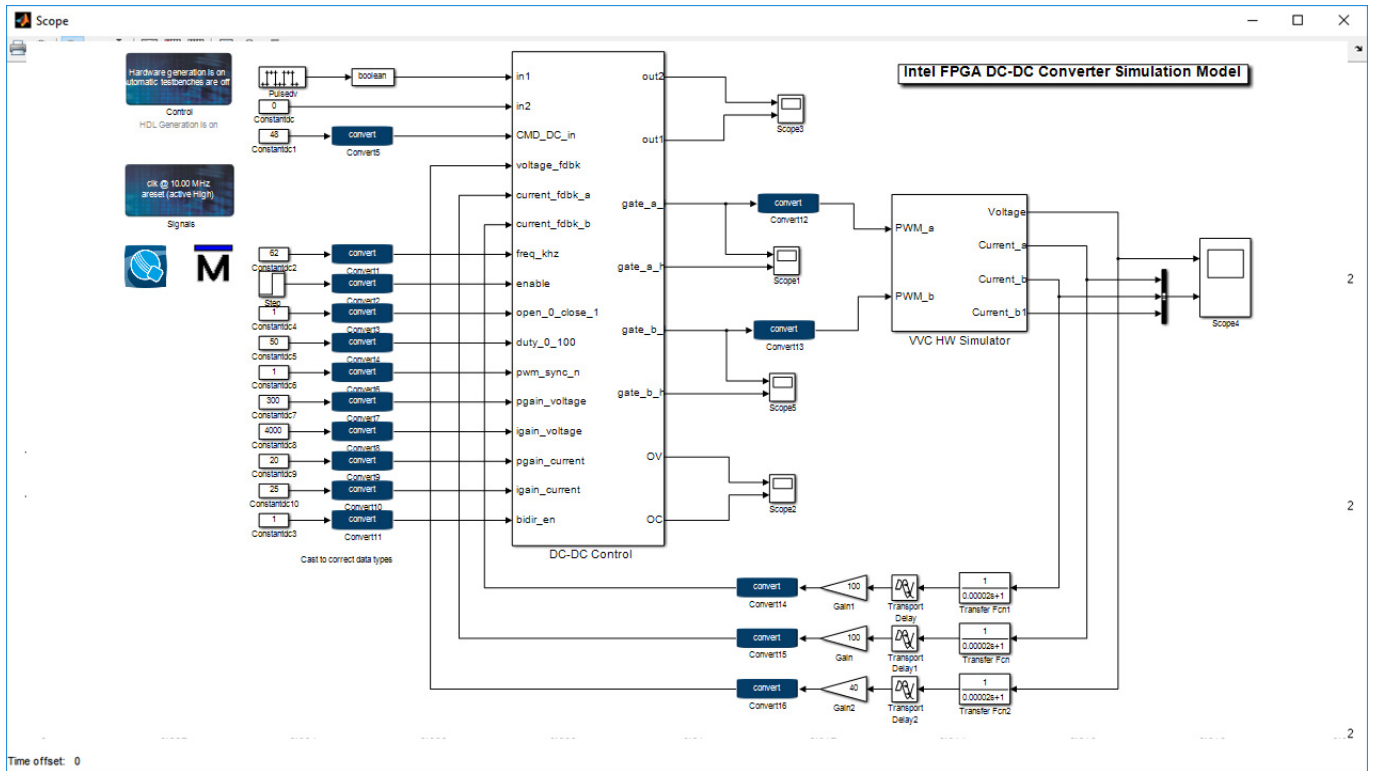 Scope
Hardware generation is on
automatic testbenches are off
Control
HDL Generation is on
clk @ 10.00 MHz
areset (active High)
Signals
M
Pulsedv
boolean
0
Constantdc
48
Constantdc1
convert
Convert5
62
Constantdc2
convert
Convert1
Step
convert
Convert2
1
Constantdc4
convert
Convert3
50
Constantdc5
convert
Convert4
1
Constantdc6
convert
Convert6
300
Constantdc7
convert
Convert7
4000
Constantdc8
convert
Convert8
20
Constantdc9
convert
Convert9
25
Constantdc10
convert
Convert10
1
Constantdc3
convert
Convert11
Cast to correct data types
in1
in2
CMD_DC_in
voltage_fdbk
current_fdbk_a
current_fdbk_b
freq_khz
enable
open_0_close_1
duty_0_100
pwm_sync_n
pgain_voltage
igain_voltage
pgain_current
igain_current
bidir_en
out2
out1
gate_a_
gate_a_h
gate_b_
gate_b_h
OV
OC
DC-DC Control
Intel FPGA DC-DC Converter Simulation Model
Scope3
convert
Convert12
Scope1
convert
Convert13
Scope5
Scope2
PWM_a
PWM_b
Voltage
Current_a
Current_b
Current_b1
VVC HW Simulator
Scope4
2
2
2
convert
Convert14
100
Gain1
Transport
Delay
1
0.00002s+1
Transfer Fcn1
convert
Convert15
100
Gain
Transport
Delay1
1
0.00002s+1
Transfer Fcn
convert
Convert16
40
Gain2
Transport
Delay2
1
0.00002s+1
Transfer Fcn2
Time offset: 0